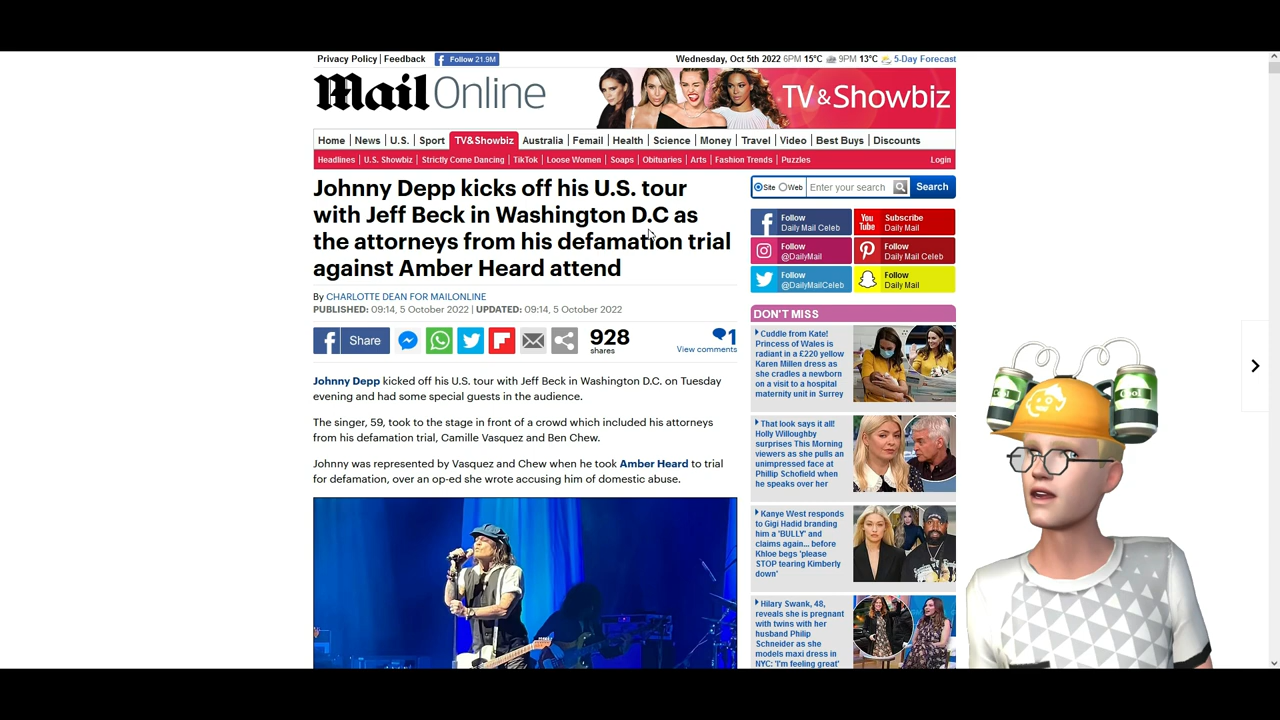 Privacy Policy | Feedback
Follow 21.9M
Wednesday, Oct 5th 2022 6PM 15°C 9PM 13°C 5-Day Forecast
Mail Online
TV&Showbiz
Home | News | U.S. | Sport | TV&Showbiz | Australia | Femail | Health | Science | Money | Travel | Video | Best Buys | Discounts
Headlines | U.S. Showbiz | Strictly Come Dancing | TikTok | Loose Women | Soaps | Obituaries | Arts | Fashion Trends | Puzzles
Login
Johnny Depp kicks off his U.S. tour
with Jeff Beck in Washington D.C as
the attorneys from his defamation trial
against Amber Heard attend
By CHARLOTTE DEAN FOR MAILONLINE
PUBLISHED: 09:14, 5 October 2022 | UPDATED: 09:14, 5 October 2022
Share
928
shares
1
View comments
Johnny Depp kicked off his U.S. tour with Jeff Beck in Washington D.C. on Tuesday
evening and had some special guests in the audience.
The singer, 59, took to the stage in front of a crowd which included his attorneys
from his defamation trial, Camille Vasquez and Ben Chew.
Johnny was represented by Vasquez and Chew when he took Amber Heard to trial
for defamation, over an op-ed she wrote accusing him of domestic abuse.
Site Web Enter your search Search
Follow
Daily Mail Celeb
You Tube
Subscribe
Daily Mail
Follow
@DailyMail
Follow
Daily Mail Celeb
Follow
@DailyMailCeleb
Follow
Daily Mail
DON'T MISS
Cuddle from Kate!
Princess of Wales is
radiant in a £220 yellow
Karen Millen dress as
she cradles a newborn
on a visit to a hospital
maternity unit in Surrey
That look says it all!
Holly Willoughby
surprises This Morning
viewers as she pulls an
unimpressed face at
Phillip Schofield when
he speaks over her
Kanye West responds
to Gigi Hadid branding
him a 'BULLY' and
claims again... before
Khloe begs 'please
STOP tearing Kimberly
down'
Hilary Swank, 48,
reveals she is pregnant
with twins with her
husband Philip
Schneider as she
models maxi dress in
NYC: 'I'm feeling great'